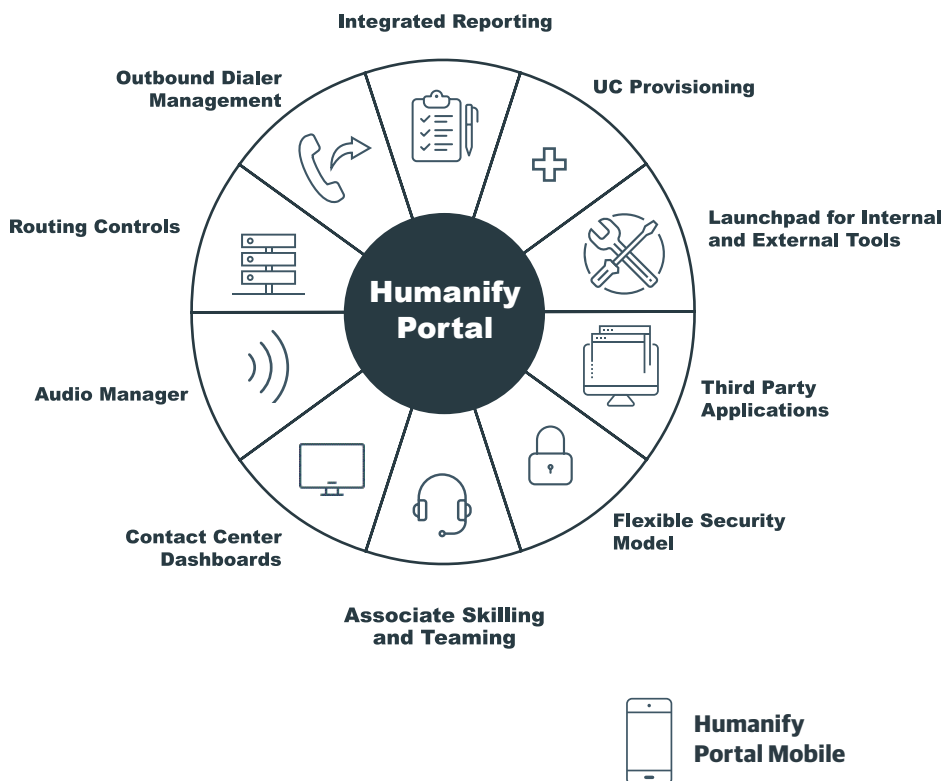 Integrated Reporting
Outbound Dialer
Management
UC Provisioning
Routing Controls
Launchpad for Internal
and External Tools
Humanify
Portal
Audio Manager
Third Party
Applications
Contact Center
Dashboards
Flexible Security
Model
Associate Skilling
and Teaming
Humanify
Portal Mobile